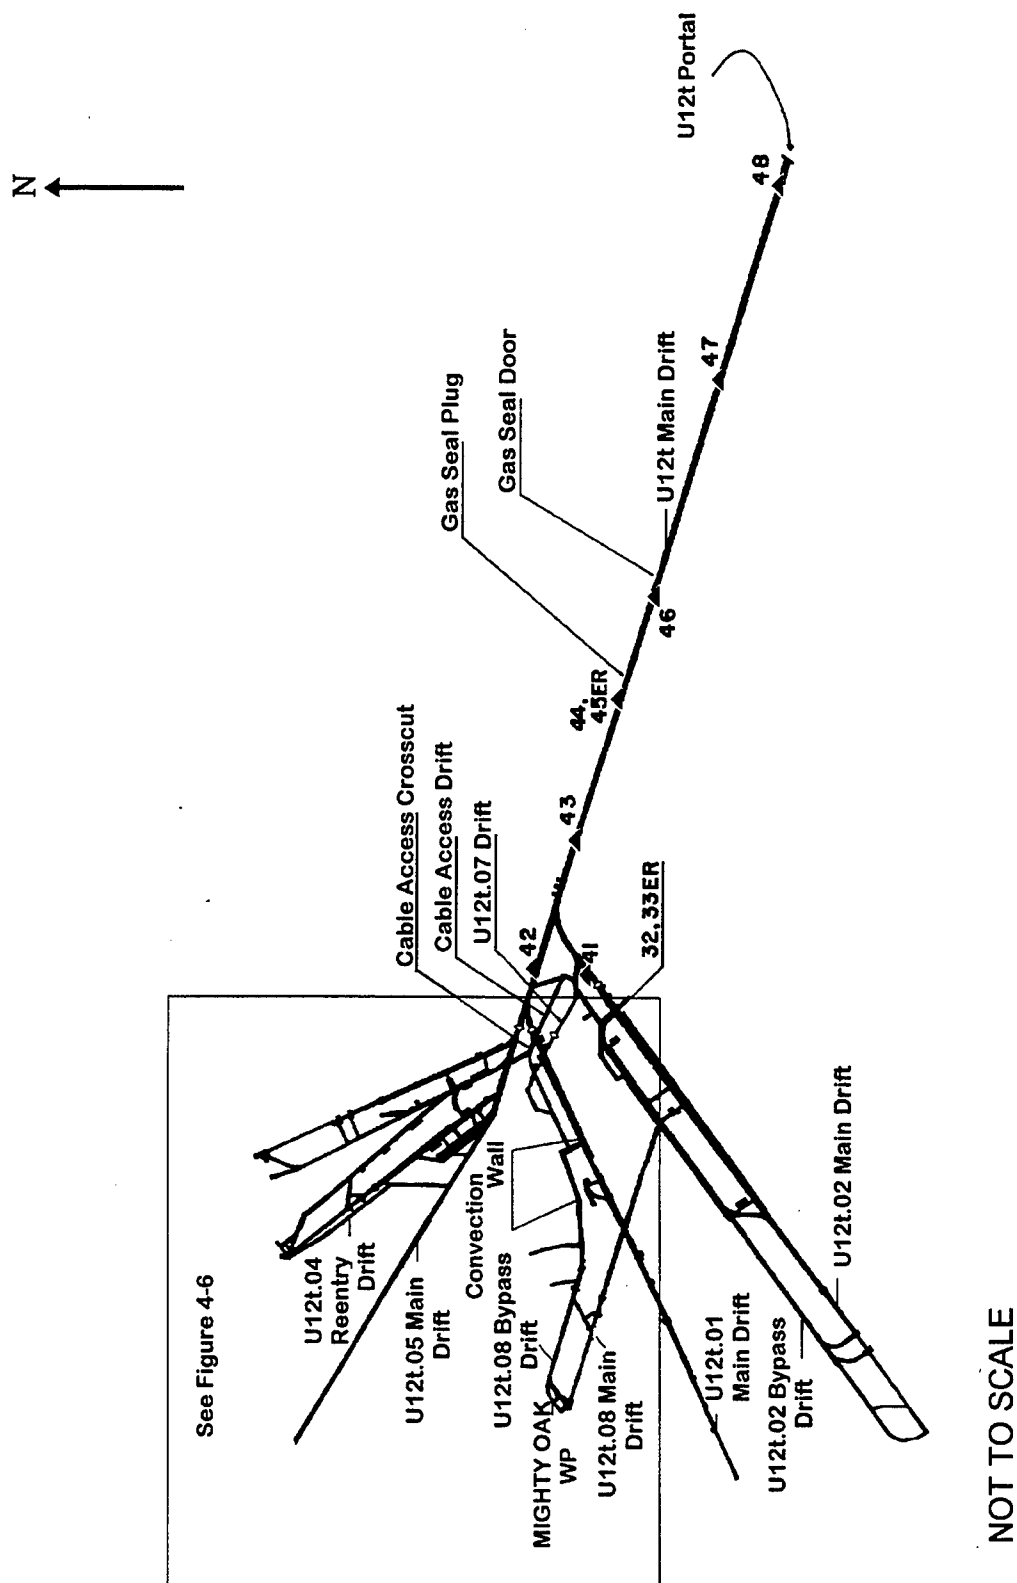 N
U12t Portal
48
47
Gas Seal Door
U12t Main Drift
Gas Seal Plug
46
44,
45ER
43
Cable Access Crosscut
Cable Access Drift
U12t.07 Drift
42
41
32,33ER
See Figure 4-6
U12t.04
Reentry
Drift
U12t.05 Main
Drift
Convection
Wall
U12t.08 Bypass
Drift
MIGHTY OAK
WP
U12t.08 Main
Drift
U12t.01
Main Drift
U12t.02 Bypass
Drift
U12t.02 Main Drift
NOT TO SCALE